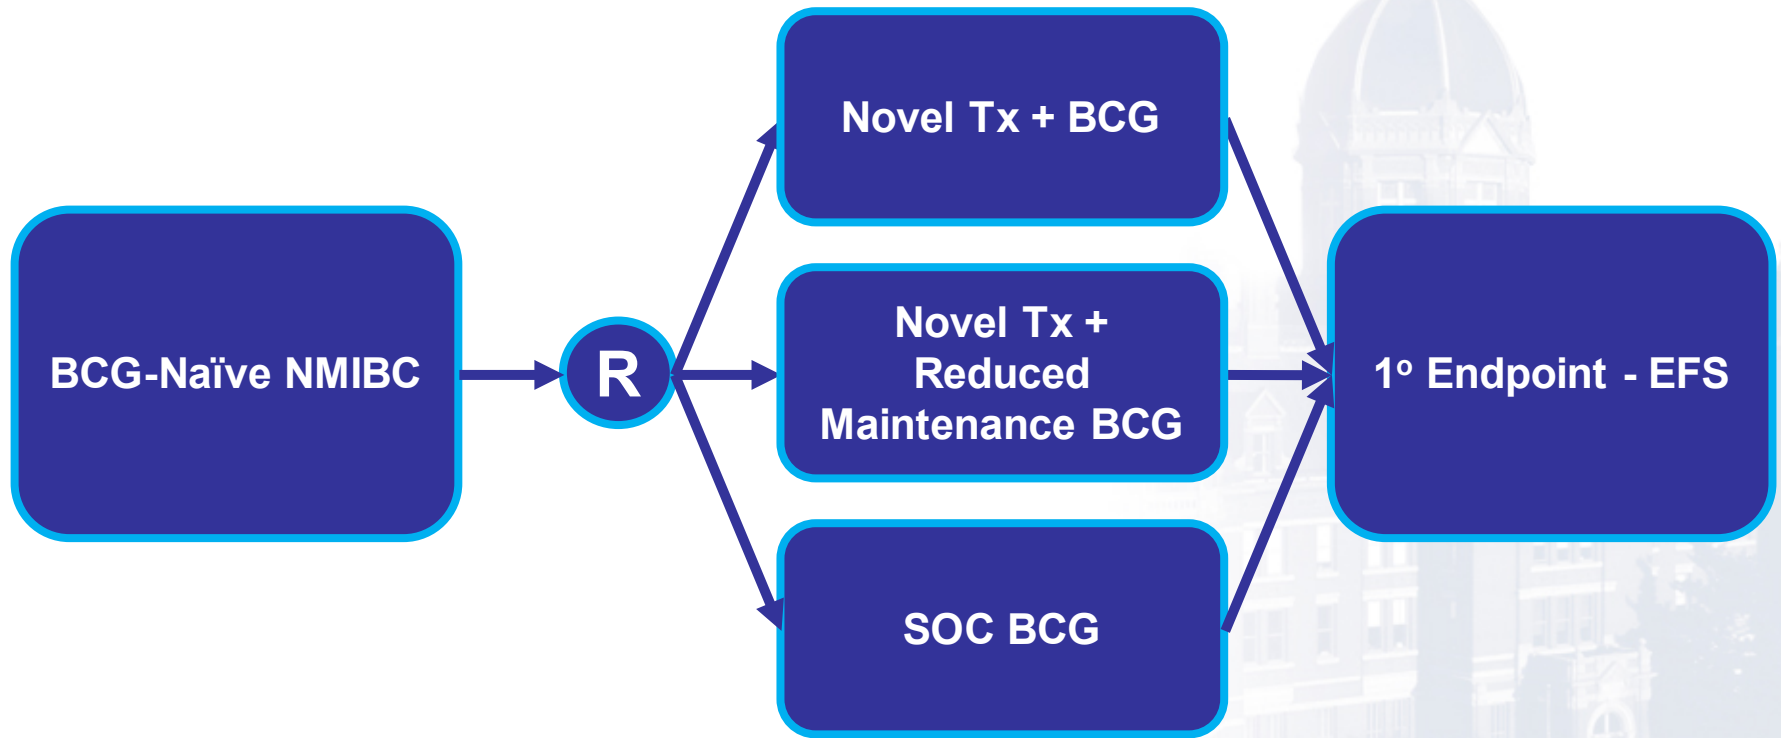 BCG-Naïve NMIBC
R
Novel Tx + BCG
Novel Tx +
Reduced
Maintenance BCG
SOC BCG
1º Endpoint - EFS